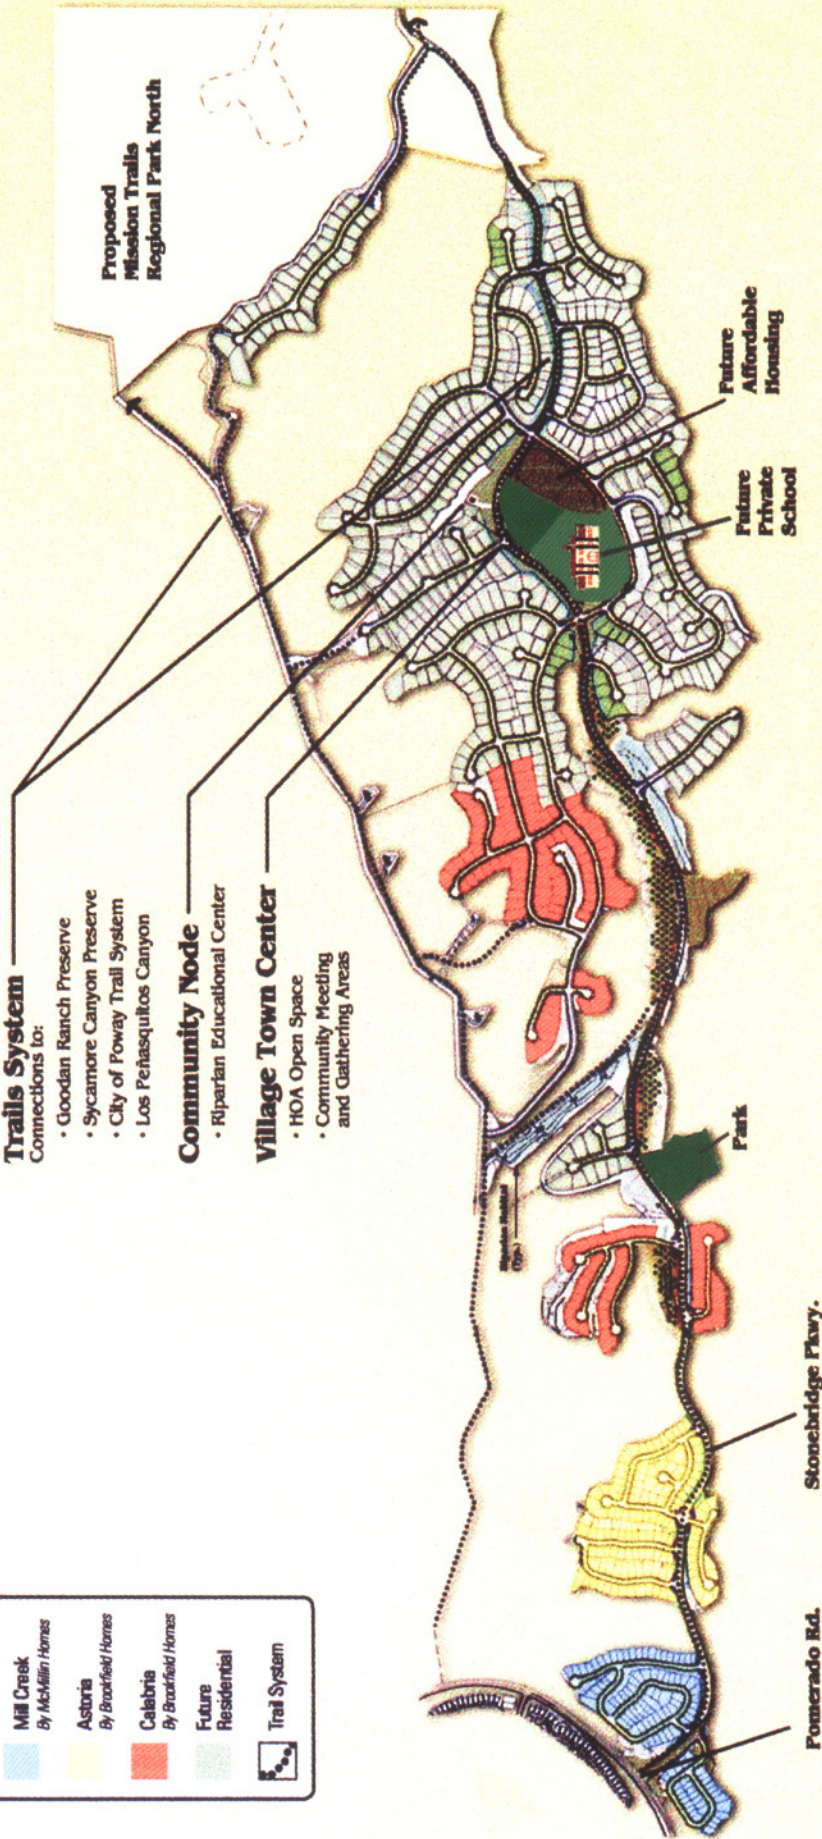 Trails System
Connections to:
· Goodan Ranch Preserve
· Sycamore Canyon Preserve
· City of Poway Trail System
· Los Peñasquitos Canyon
Community Node
· Riparian Educational Center
Village Town Center
· HOA Open Space
· Community Meeting
and Gathering Areas
Proposed
Mission Trails
Regional Park North
Mill Creek
By McMillin Homes
Astoria
By Brookfield Homes
Calabria
By Brookfield Homes
Future
Residential
Trail System
(Typ.)
Pomerado Rd.
Stonebridge Pkwy.
Park
Future
Private
School
Future
Affordable
Housing